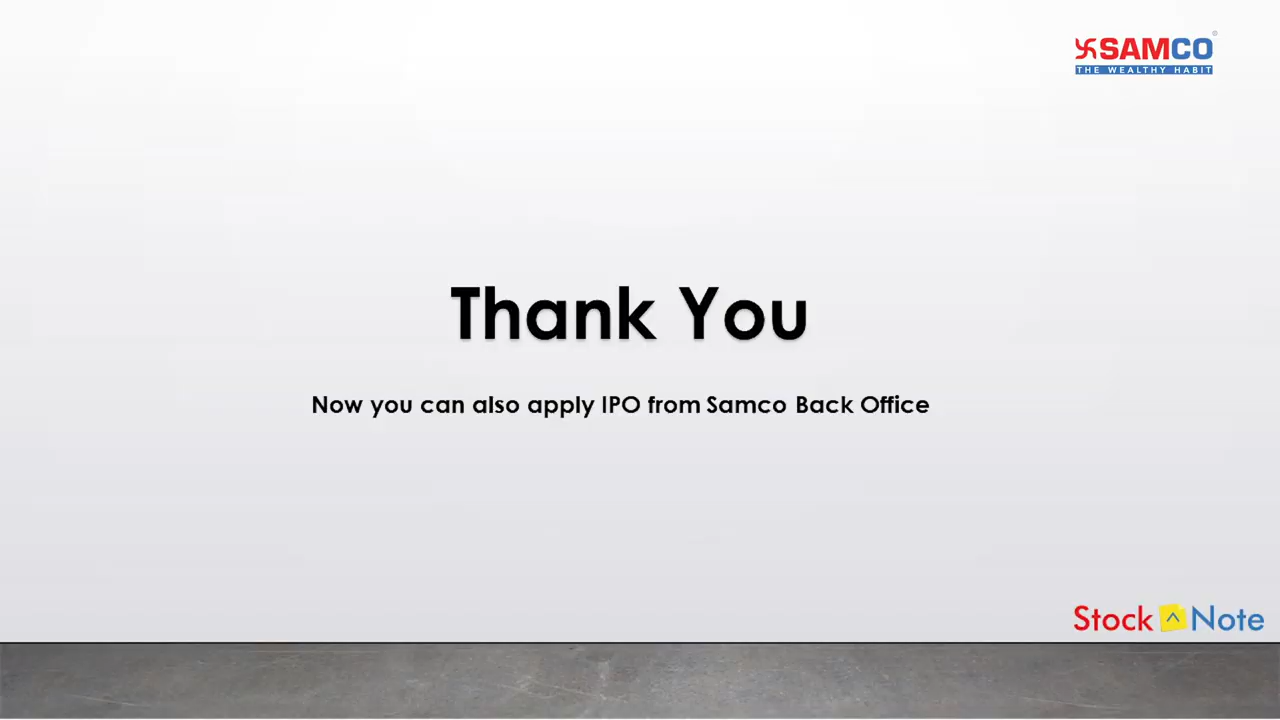 SAMCO
THE WEALTHY HABIT
Thank You
Now you can also apply IPO from Samco Back Office
Stock Note